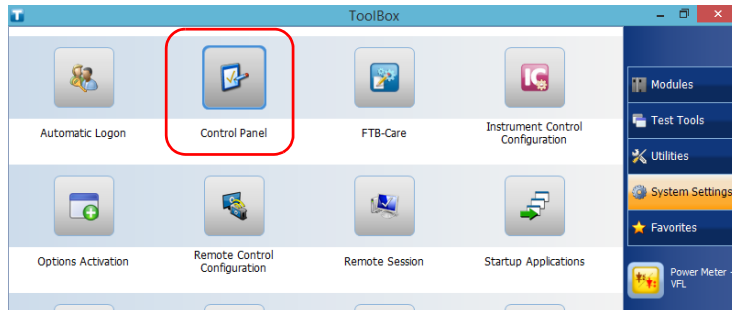 ToolBox
Automatic Logon
Control Panel
FTB-Care
Instrument Control
Configuration
Options Activation
Remote Control
Configuration
Remote Session
Startup Applications
Modules
Test Tools
Utilities
System Settings
Favorites
Power Meter -
VFL